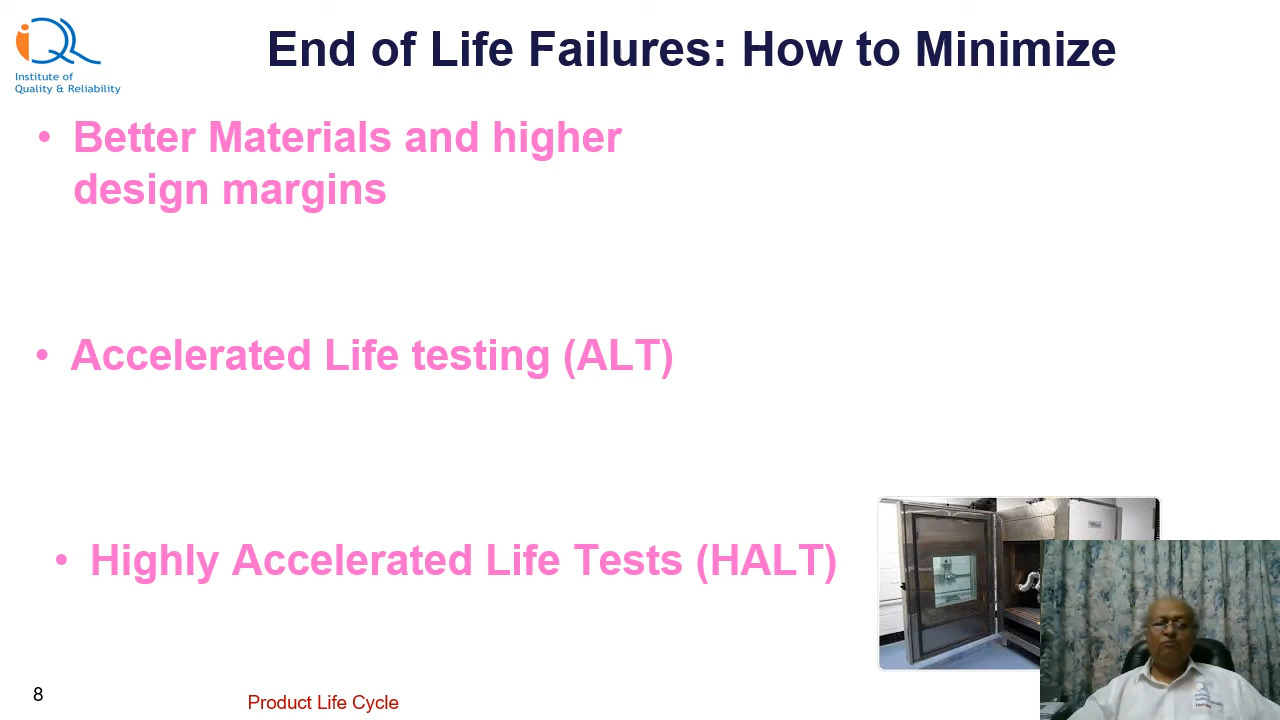 Institute of
Quality & Reliability
End of Life Failures: How to Minimize
• Better Materials and higher
design margins
• Accelerated Life testing (ALT)
• Highly Accelerated Life Tests (HALT)
8
Product Life Cycle